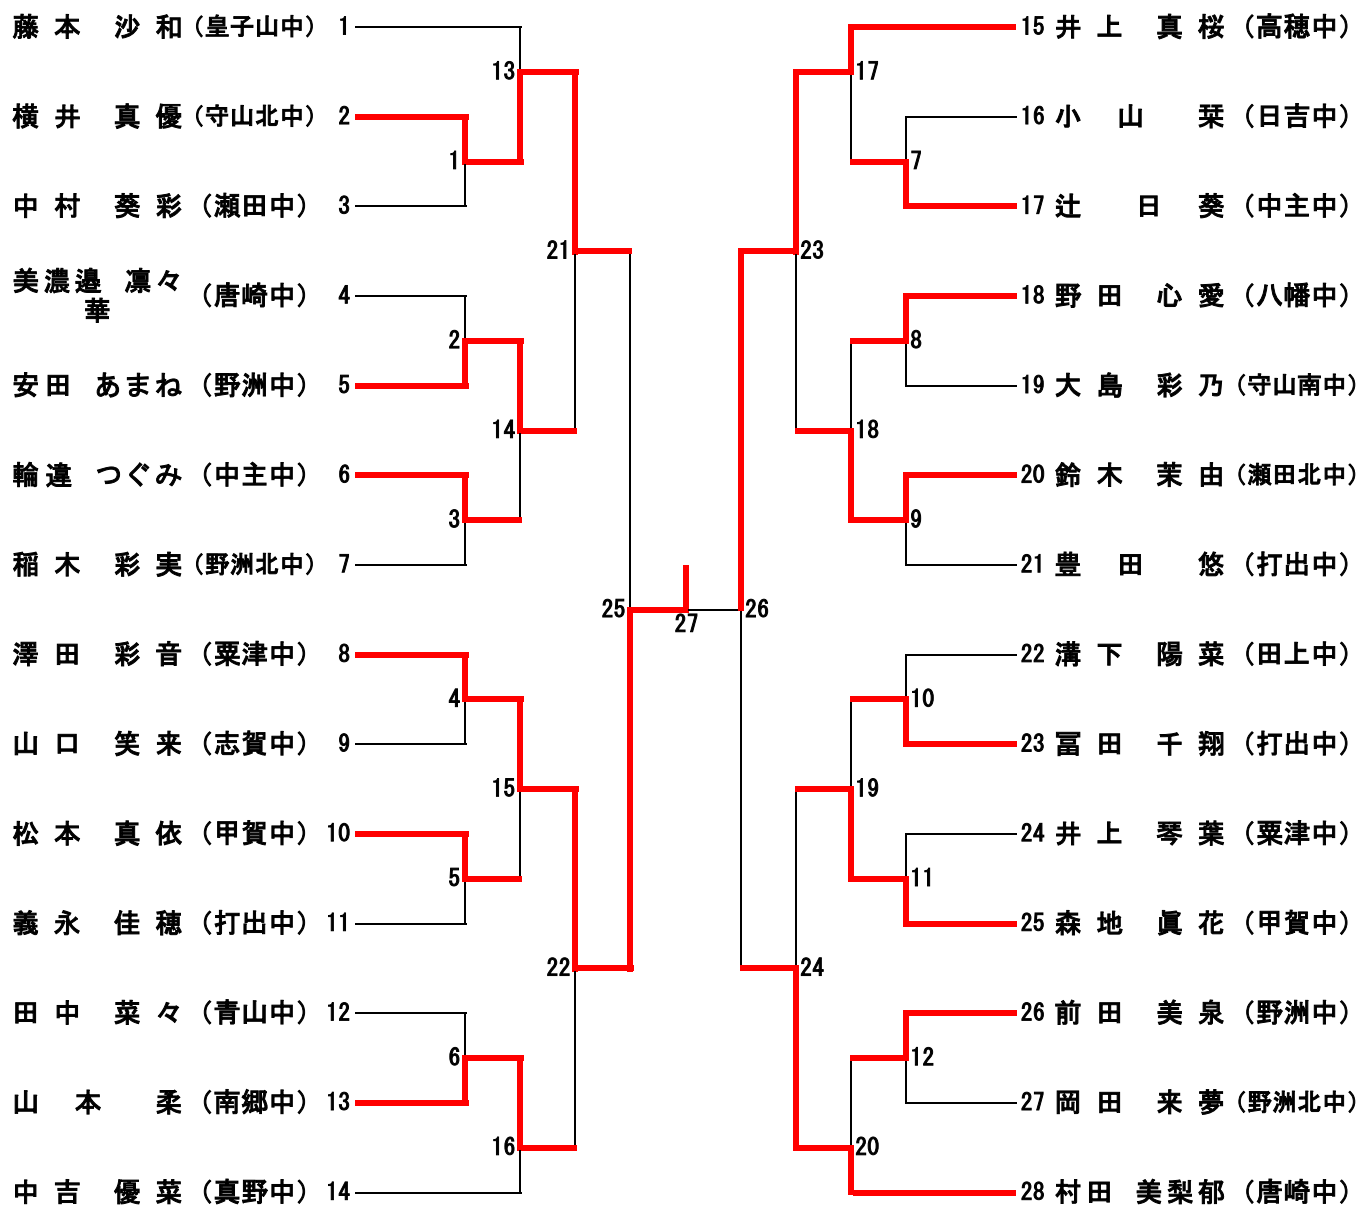 藤本 沙和（皇子山中） 1
横井 真優（守山北中） 2
中村 葵彩（瀬田中） 3
美濃邉 凛々華（唐崎中） 4
安田 あまね（野洲中） 5
輪違 つぐみ（中主中） 6
稲木 彩実（野洲北中） 7
澤田 彩音（粟津中） 8
山口 笑来（志賀中） 9
松本 真依（甲賀中） 10
義永 佳穂（打出中） 11
田中 菜々（青山中） 12
山本 柔（南郷中） 13
中吉 優菜（真野中） 14
13
1
21
2
14
3
25
4
15
5
22
6
16
27
17
7
23
8
18
9
26
10
19
11
24
12
20
15 井上 真桜（高穂中）
16 小山 栞（日吉中）
17 辻 日葵（中主中）
18 野田 心愛（八幡中）
19 大島 彩乃（守山南中）
20 鈴木 茉由（瀬田北中）
21 豊田 悠（打出中）
22 溝下 陽菜（田上中）
23 冨田 千翔（打出中）
24 井上 琴葉（粟津中）
25 森地 眞花（甲賀中）
26 前田 美泉（野洲中）
27 岡田 来夢（野洲北中）
28 村田 美梨郁（唐崎中）